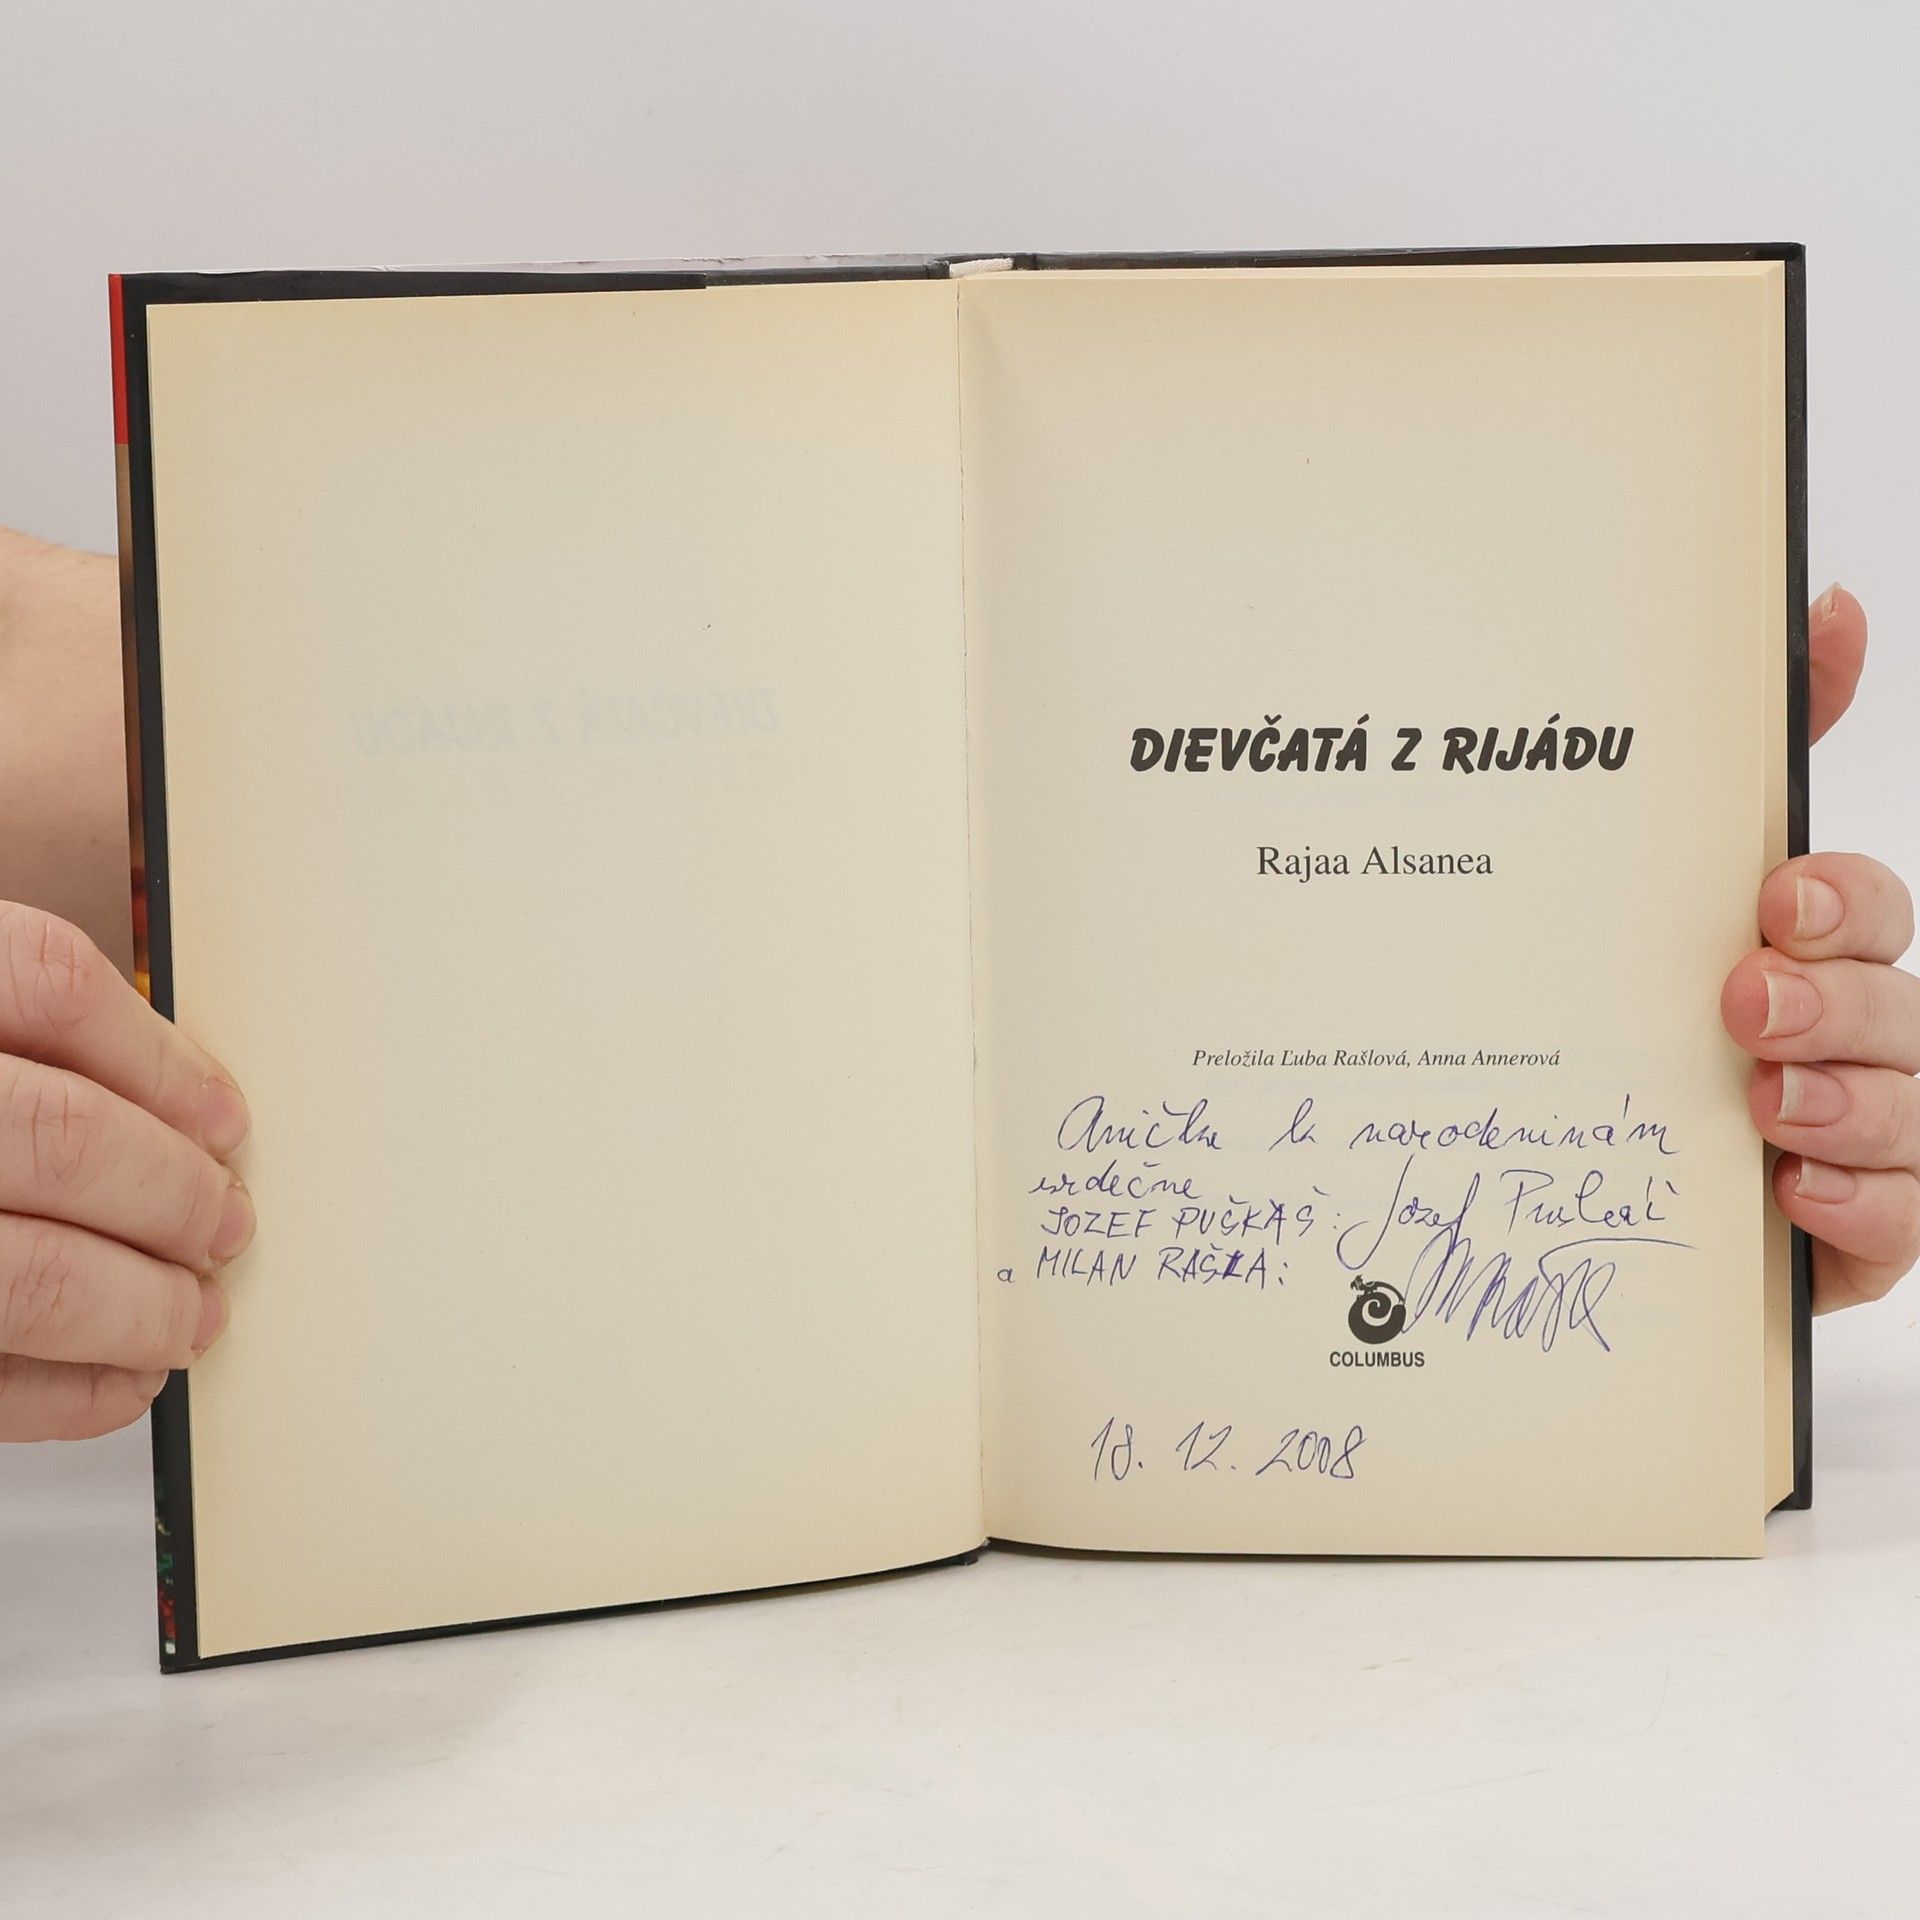 DIEVČATÁ Z RIJÁDU
Rajaa Alsanea
Preložila Ľuba Rašlová, Anna Annerová
Aničke k narodeninám
srdečne
JOZEF PUŠKÁŠ: Jozef Puškáš
a MILAN RAŠLA:
COLUMBUS
18. 12. 2008